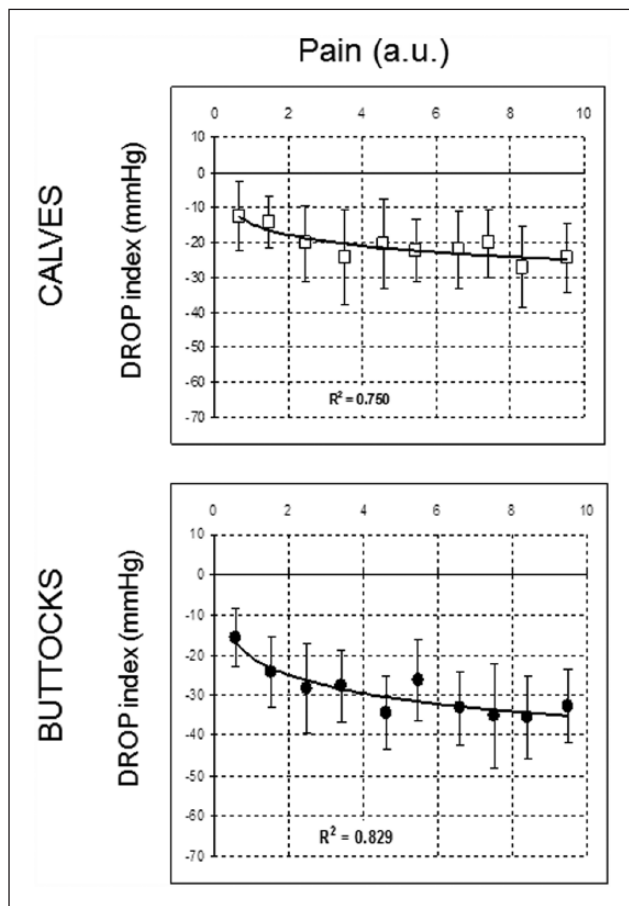 Pain (a.u.)
CALVES
DROP index (mmHg)
0 2 4 6 8 10
10
0
-10
-20
-30
-40
-50
-60
-70
R² = 0.750
BUTTOCKS
DROP index (mmHg)
0 2 4 6 8 10
10
0
-10
-20
-30
-40
-50
-60
-70
R² = 0.829